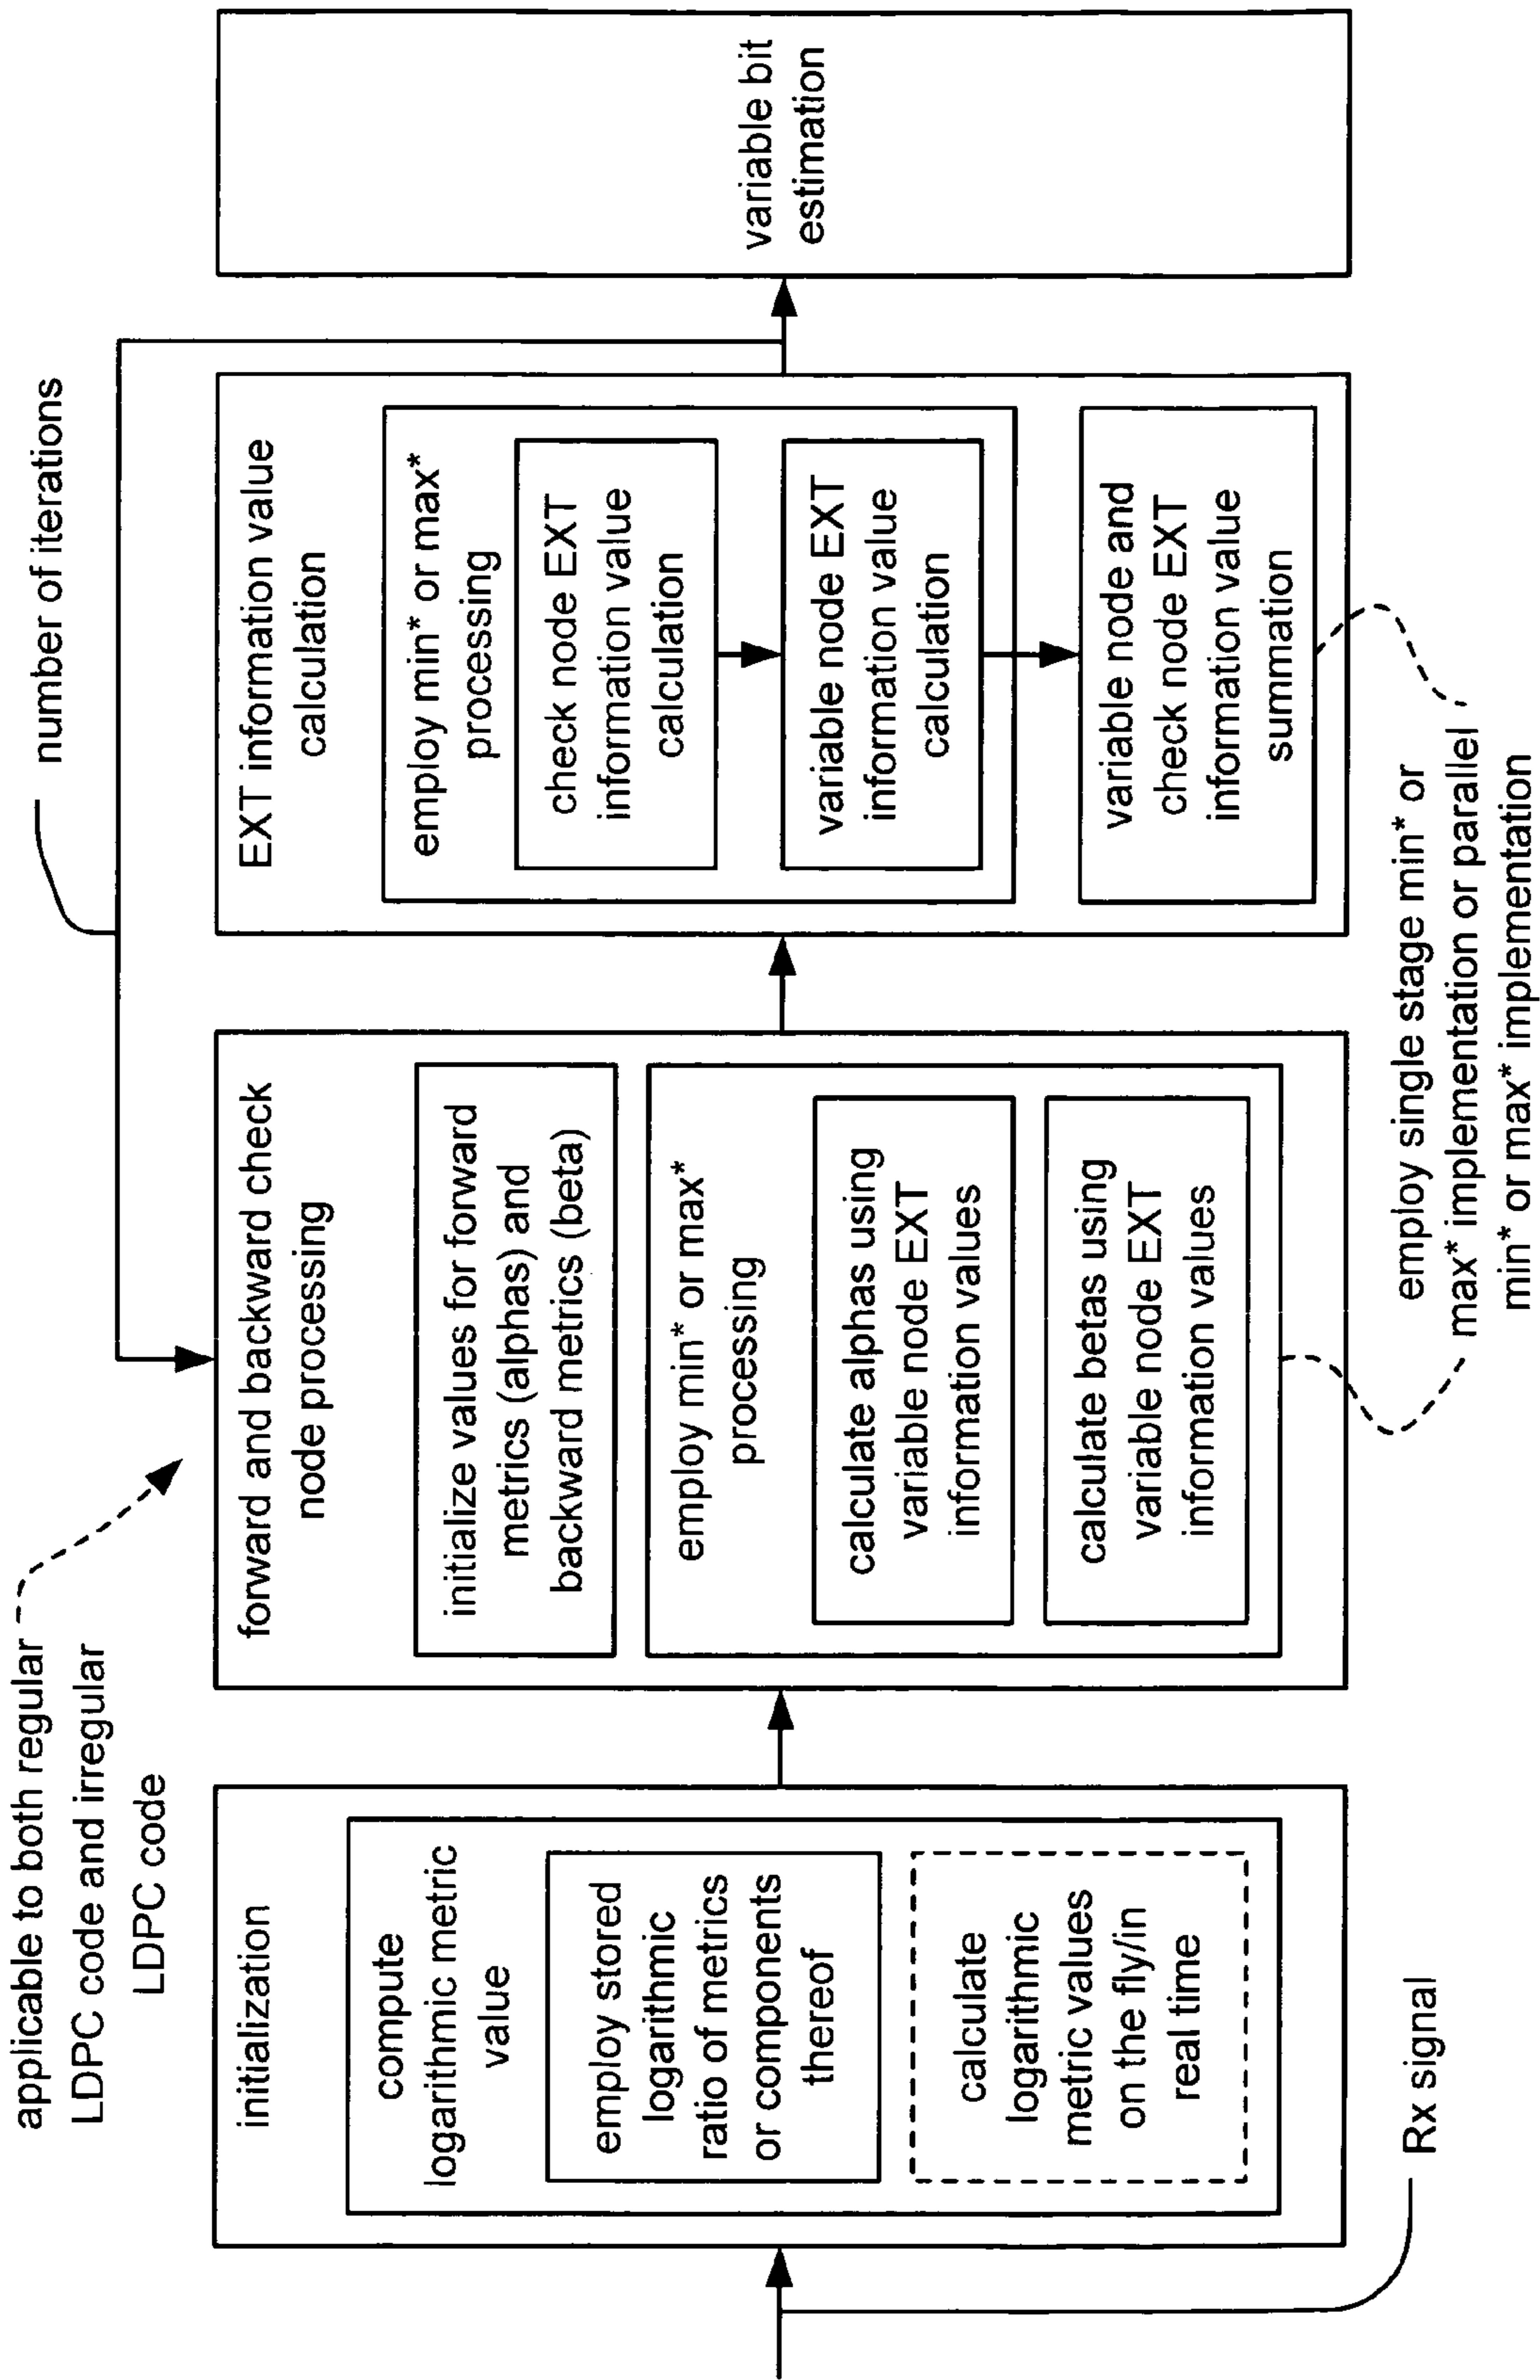 applicable to both regular
LDPC code and irregular
LDPC code
number of iterations
initialization
compute
logarithmic metric
value
employ stored
logarithmic
ratio of metrics
or components
thereof
calculate
logarithmic
metric values
on the fly/in
real time
Rx signal
forward and backward check
node processing
initialize values for forward
metrics (alphas) and
backward metrics (beta)
employ min* or max*
processing
calculate alphas using
variable node EXT
information values
calculate betas using
variable node EXT
information values
EXT information value
calculation
employ min* or max*
processing
check node EXT
information value
calculation
variable node EXT
information value
calculation
variable node and
check node EXT
information value
summation
employ single stage min* or
max* implementation or parallel
min* or max* implementation
variable bit
estimation